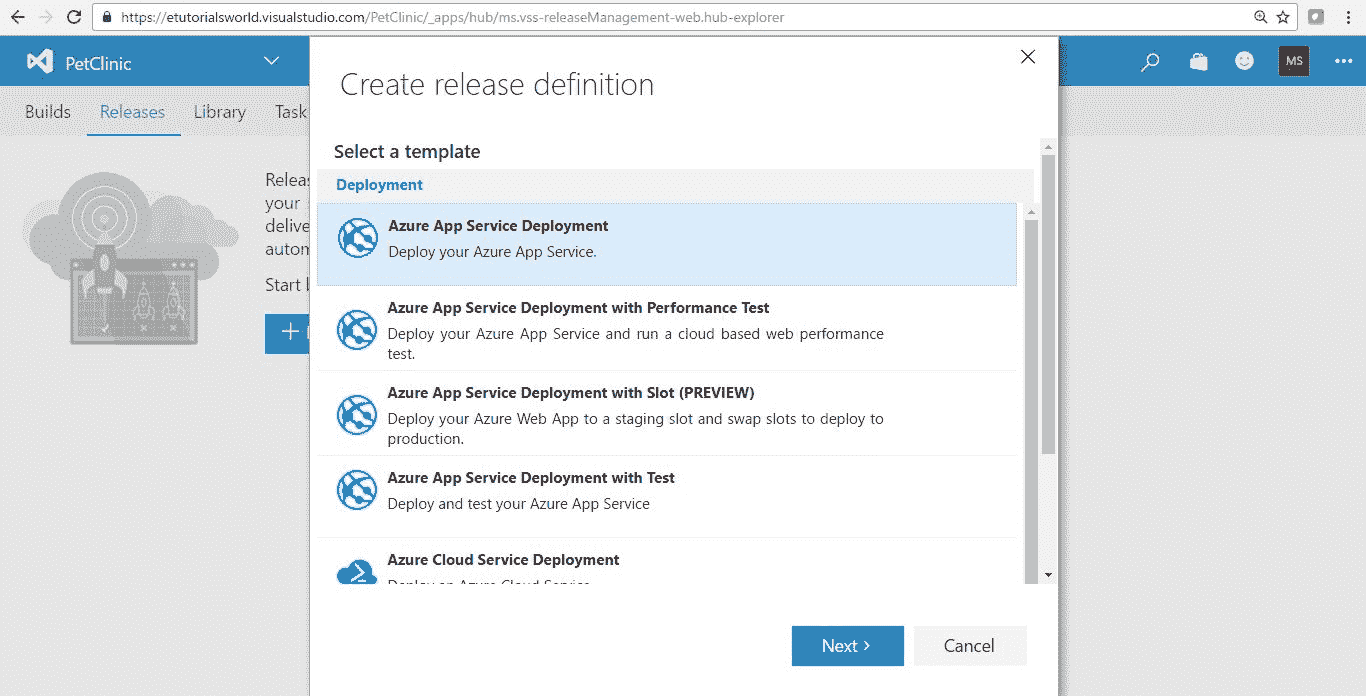 https://etutorialsworld.visualstudio.com/PetClinic/_apps/hub/ms.vss-releaseManagement-web.hub-explorer
PetClinic
MS
Create release definition
Builds Releases Library Task
Select a template
Deployment
Releas
your
delive
autom
Start
Azure App Service Deployment
Deploy your Azure App Service.
Azure App Service Deployment with Performance Test
Deploy your Azure App Service and run a cloud based web performance
test.
Azure App Service Deployment with Slot (PREVIEW)
Deploy your Azure Web App to a staging slot and swap slots to deploy to
production.
Azure App Service Deployment with Test
Deploy and test your Azure App Service
Azure Cloud Service Deployment
Deploy an Azure Cloud Service
Next >
Cancel